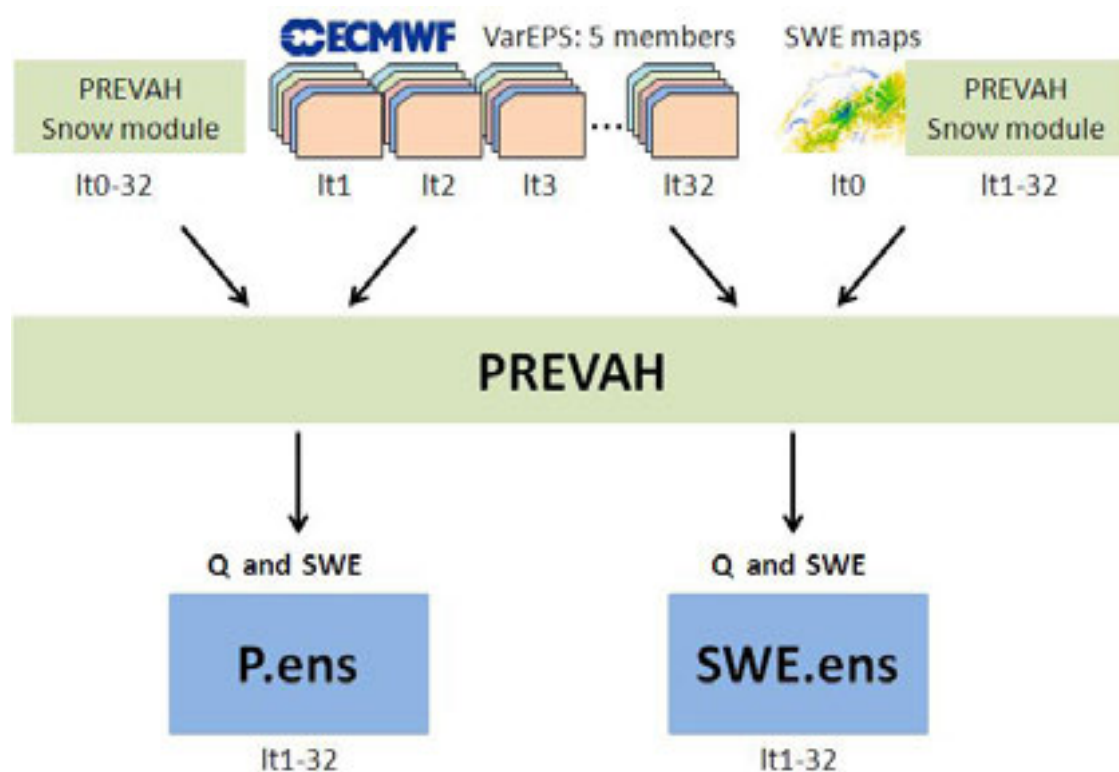 ECMWF VarEPS: 5 members SWE maps
PREVAH
Snow module
PREVAH
Snow module
...
lt0-32 lt1 lt2 lt3 lt32 lt0 lt1-32
PREVAH
Q and SWE Q and SWE
P.ens SWE.ens
lt1-32 lt1-32